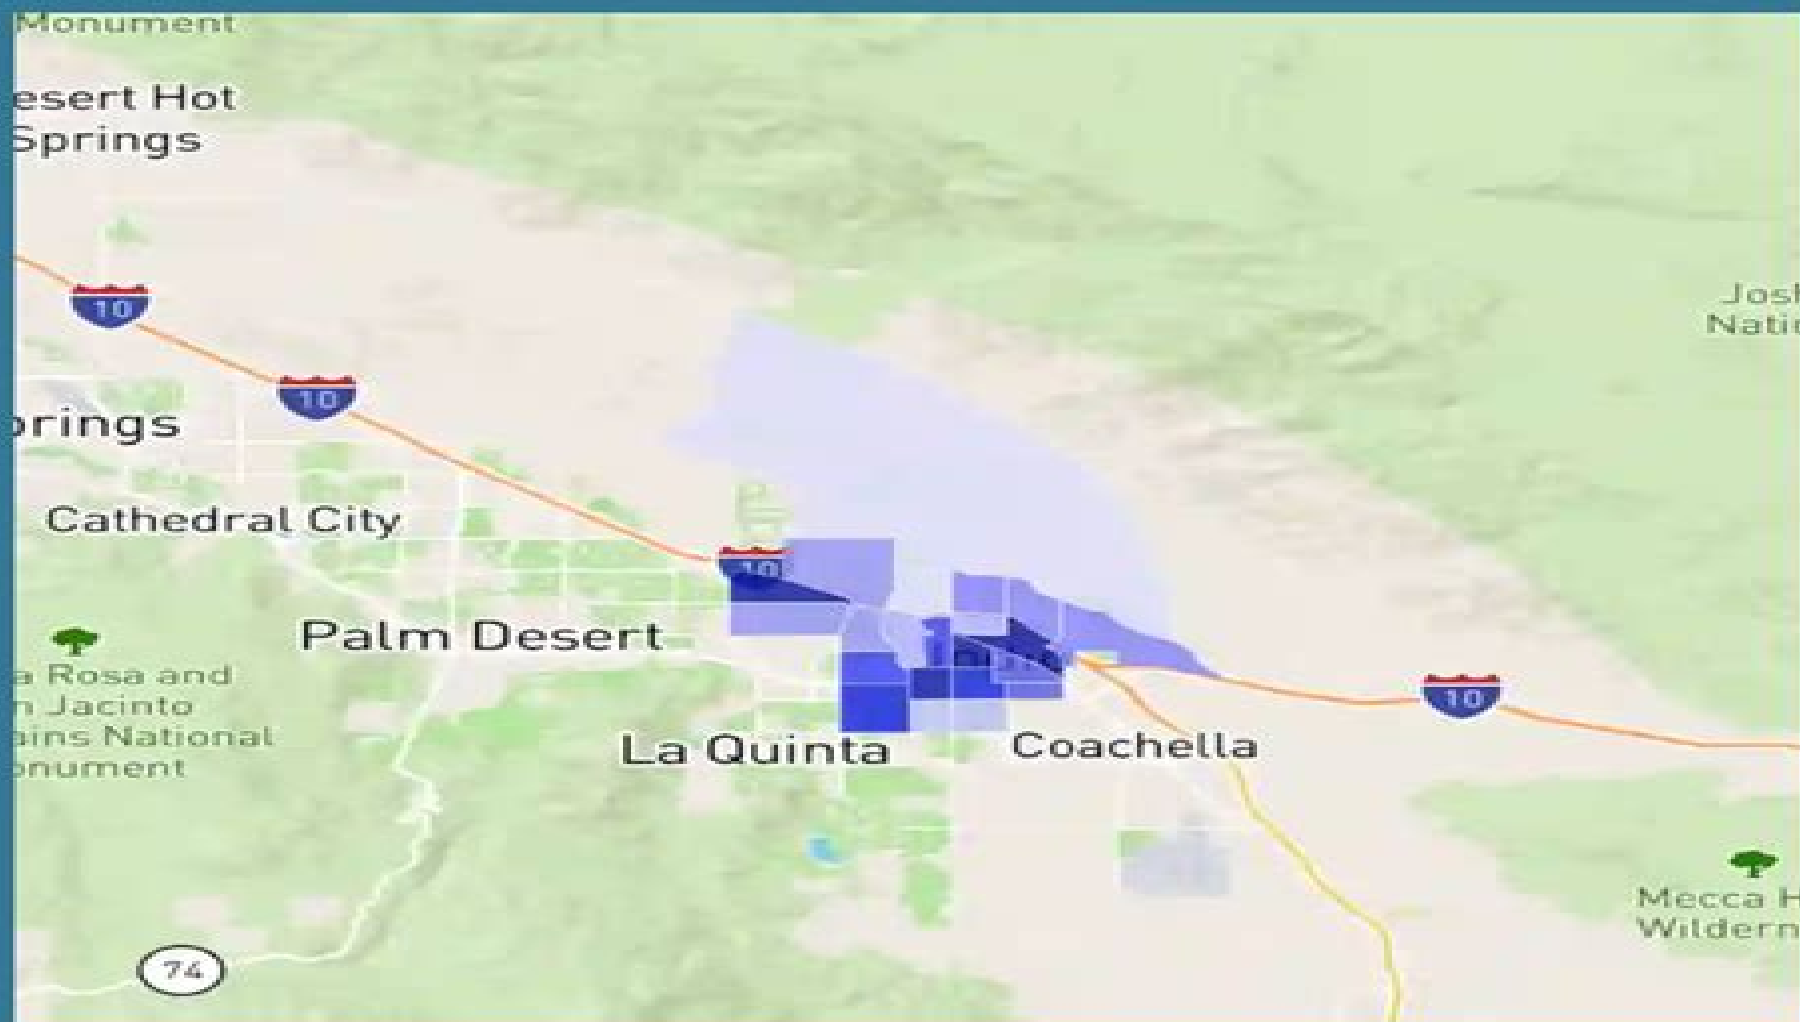 Monument
esert Hot
Springs
10
Josh
Natio
10
prings
Cathedral City
10
Palm Desert
a Rosa and
n Jacinto
ains National
onument
10
La Quinta
Coachella
Mecca H
Wildern
74